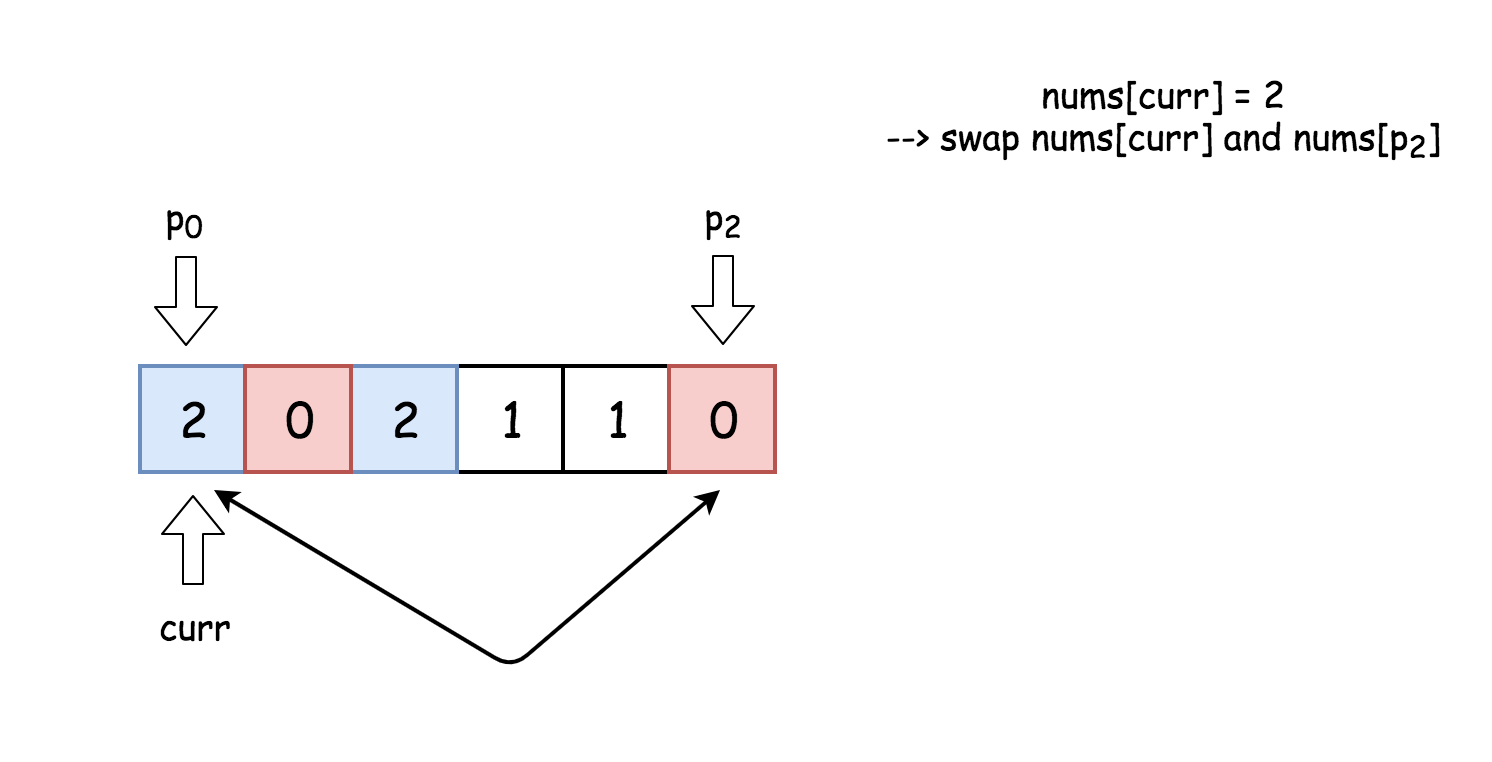 nums[curr] = 2
--> swap nums[curr] and nums[p₂]
p₀
p₂
2 0 2 1 1 0
curr